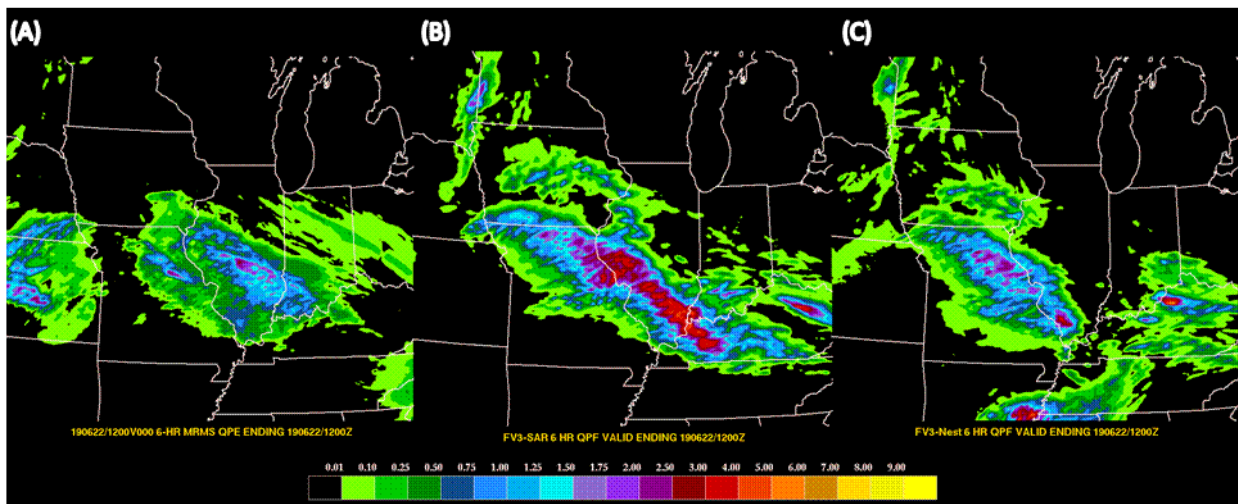 (A)
(B)
(C)
190622/1200V000 6-HR MRMS QPE ENDING 190622/1200Z
FV3-SAR 6 HR QPF VALID ENDING 190622/1200Z
FV3-Nest 6 HR QPF VALID ENDING 190622/1200Z
0.01 0.10 0.25 0.50 0.75 1.00 1.25 1.50 1.75 2.00 2.50 3.00 4.00 5.00 6.00 7.00 8.00 9.00